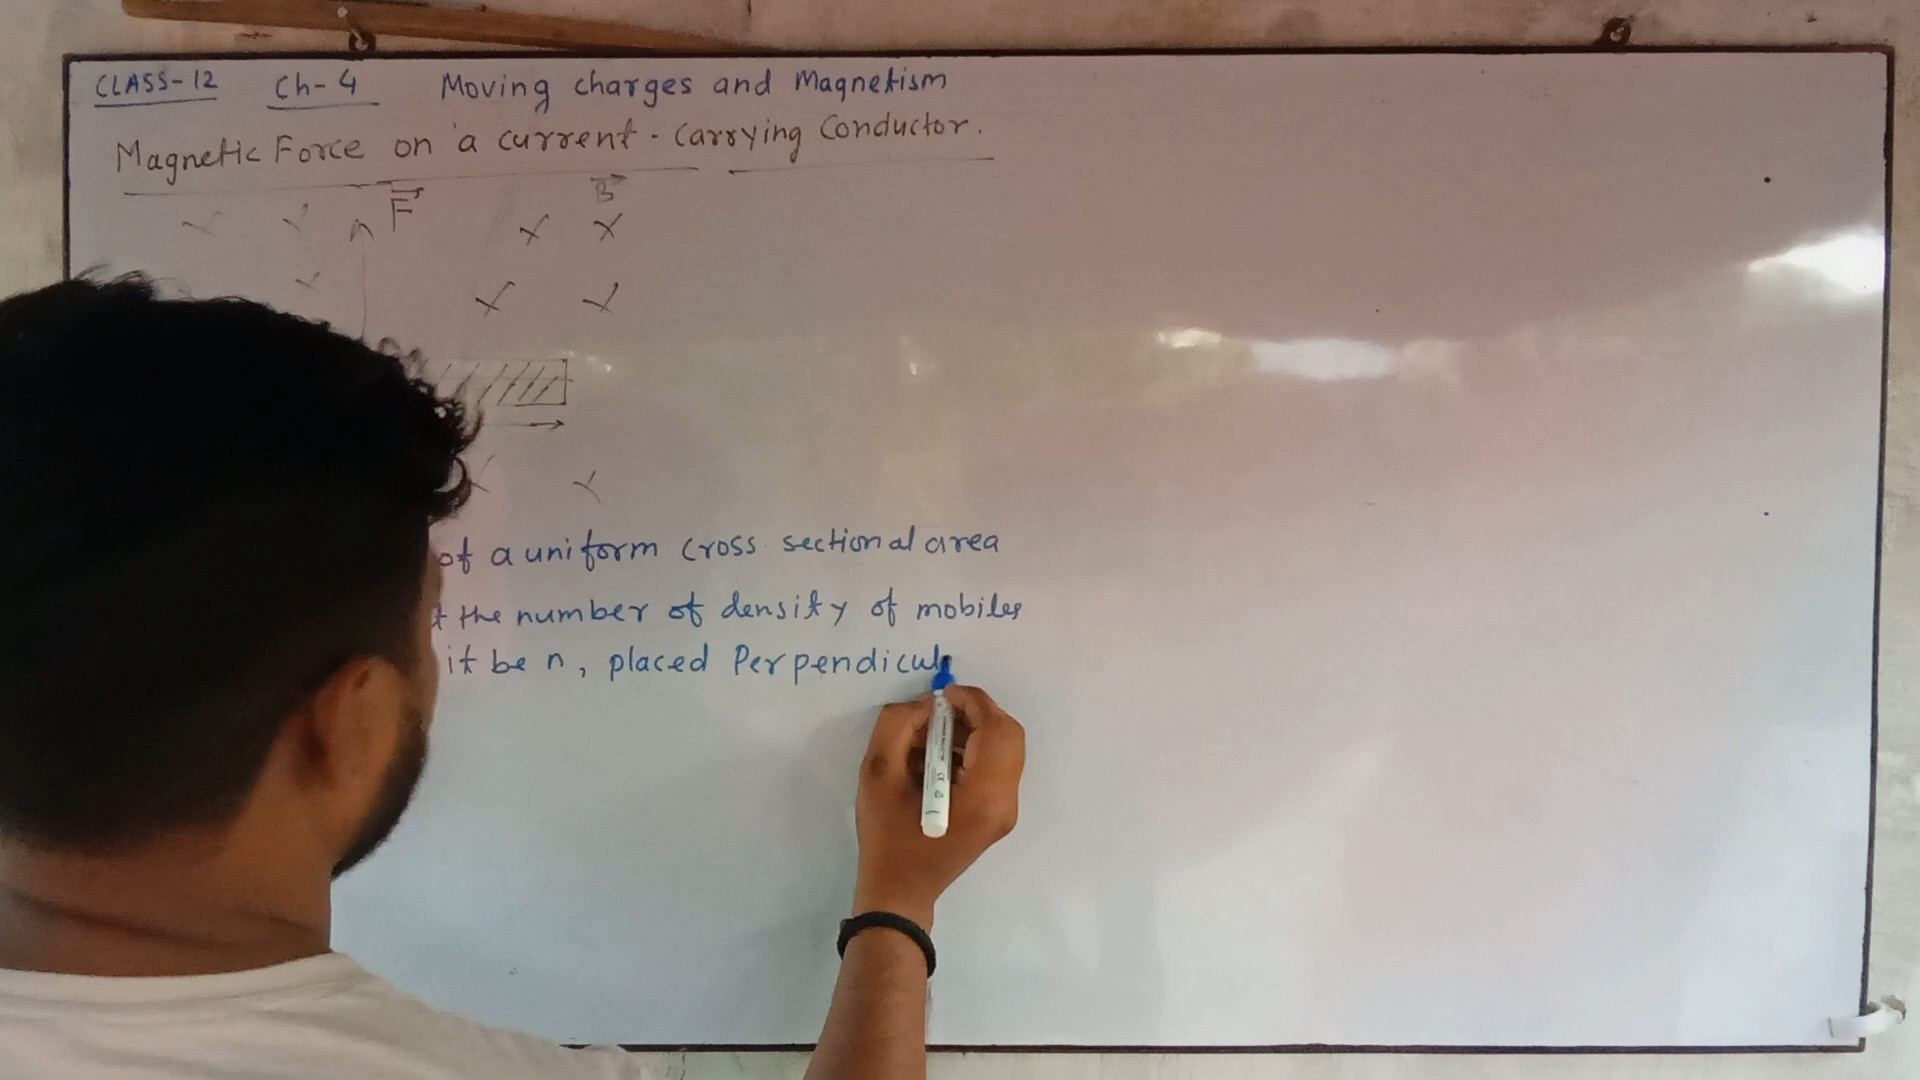 CLASS-12 Ch-4 Moving charges and Magnetism
Magnetic Force on a current-Carrying Conductor.
F
B
of a uniform cross sectional area
the number of density of mobiles
it be n, placed Perpendicul